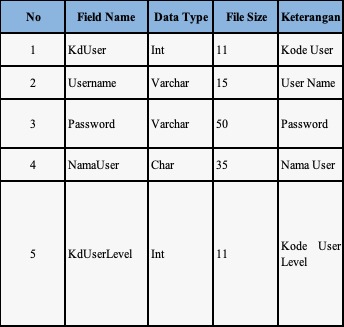 No Field Name Data Type File Size Keterangan
1 KdUser Int 11 Kode User
2 Username Varchar 15 User Name
3 Password Varchar 50 Password
4 NamaUser Char 35 Nama User
5 KdUserLevel Int 11 Kode User
Level